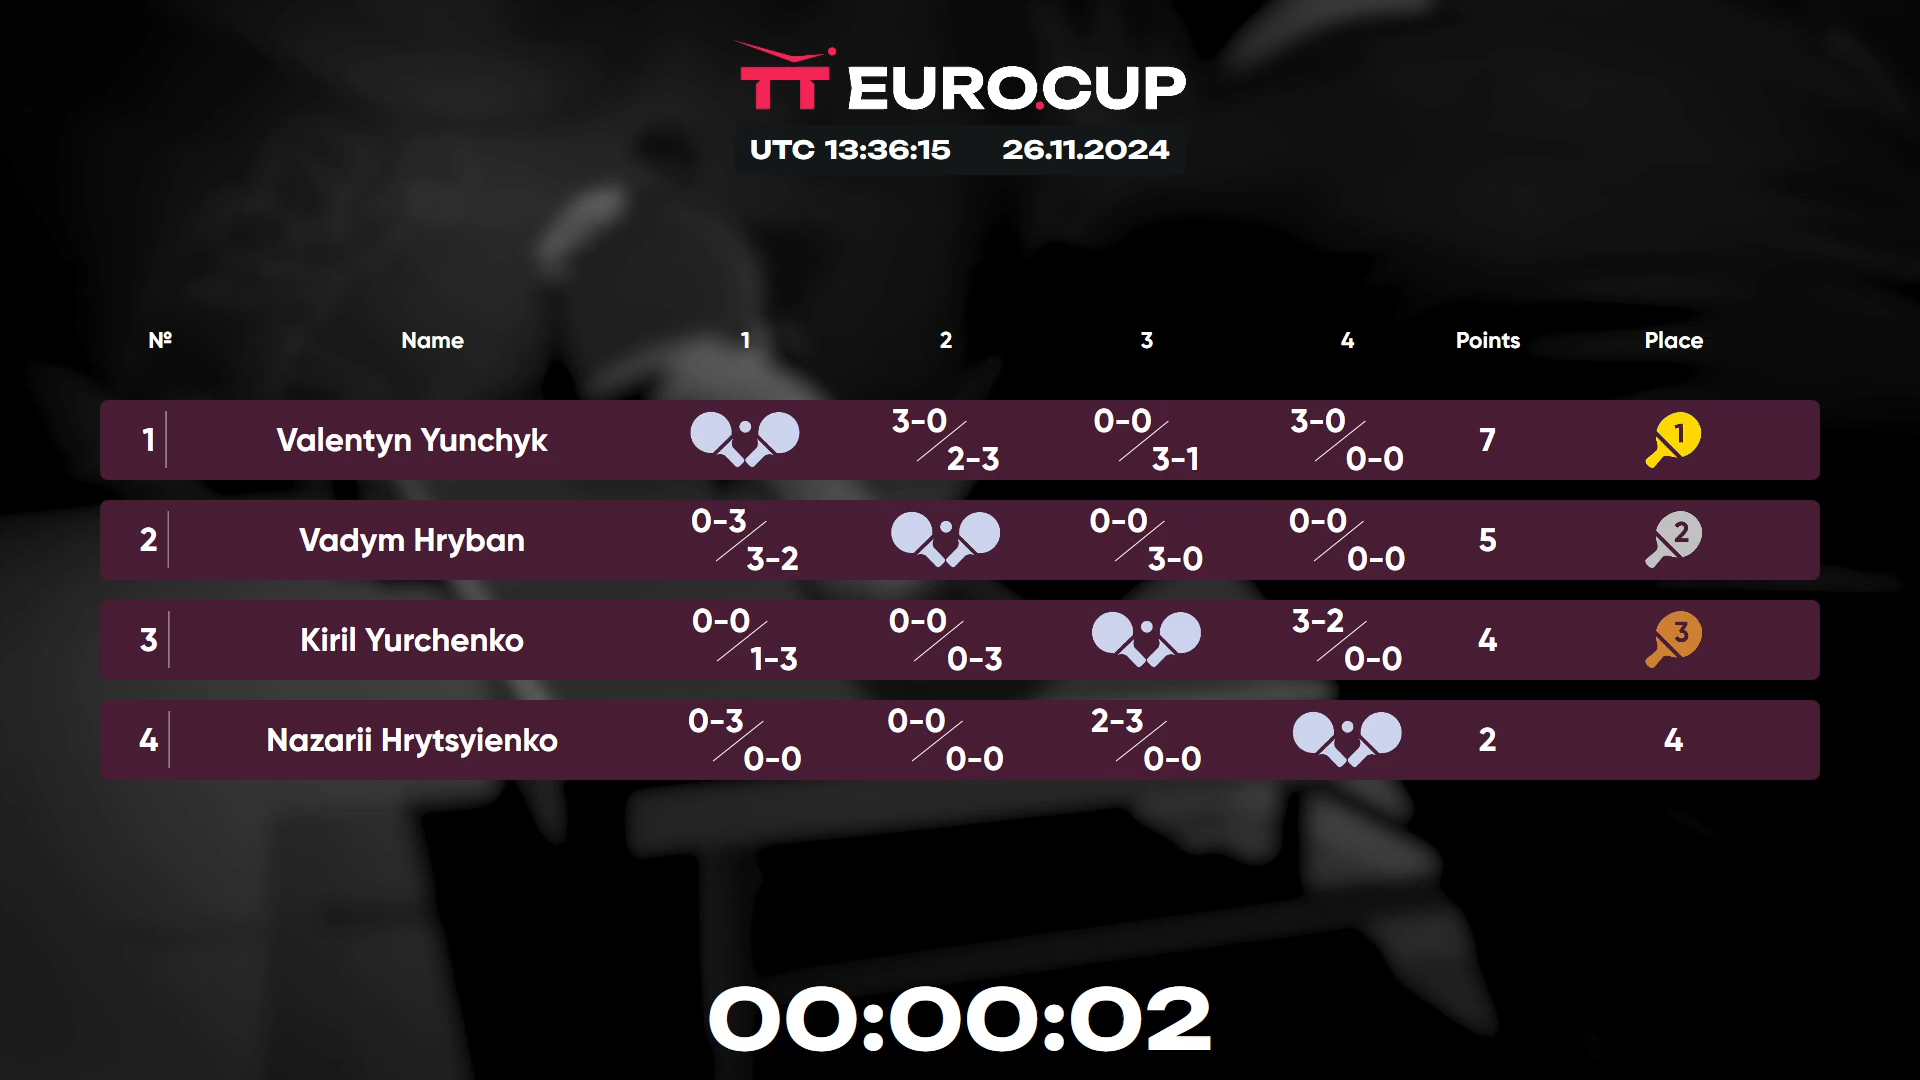 TT EURO.CUP
UTC 13:36:15 26.11.2024
№ Name 1 2 3 4 Points Place
1 Valentyn Yunchyk 3-0 2-3 0-0 3-1 3-0 0-0 7 1
2 Vadym Hryban 0-3 3-2 0-0 3-0 0-0 0-0 5 2
3 Kiril Yurchenko 0-0 1-3 0-0 0-3 3-2 0-0 4 3
4 Nazarii Hrytsyienko 0-3 0-0 0-0 0-0 2-3 0-0 2 4
00:00:02